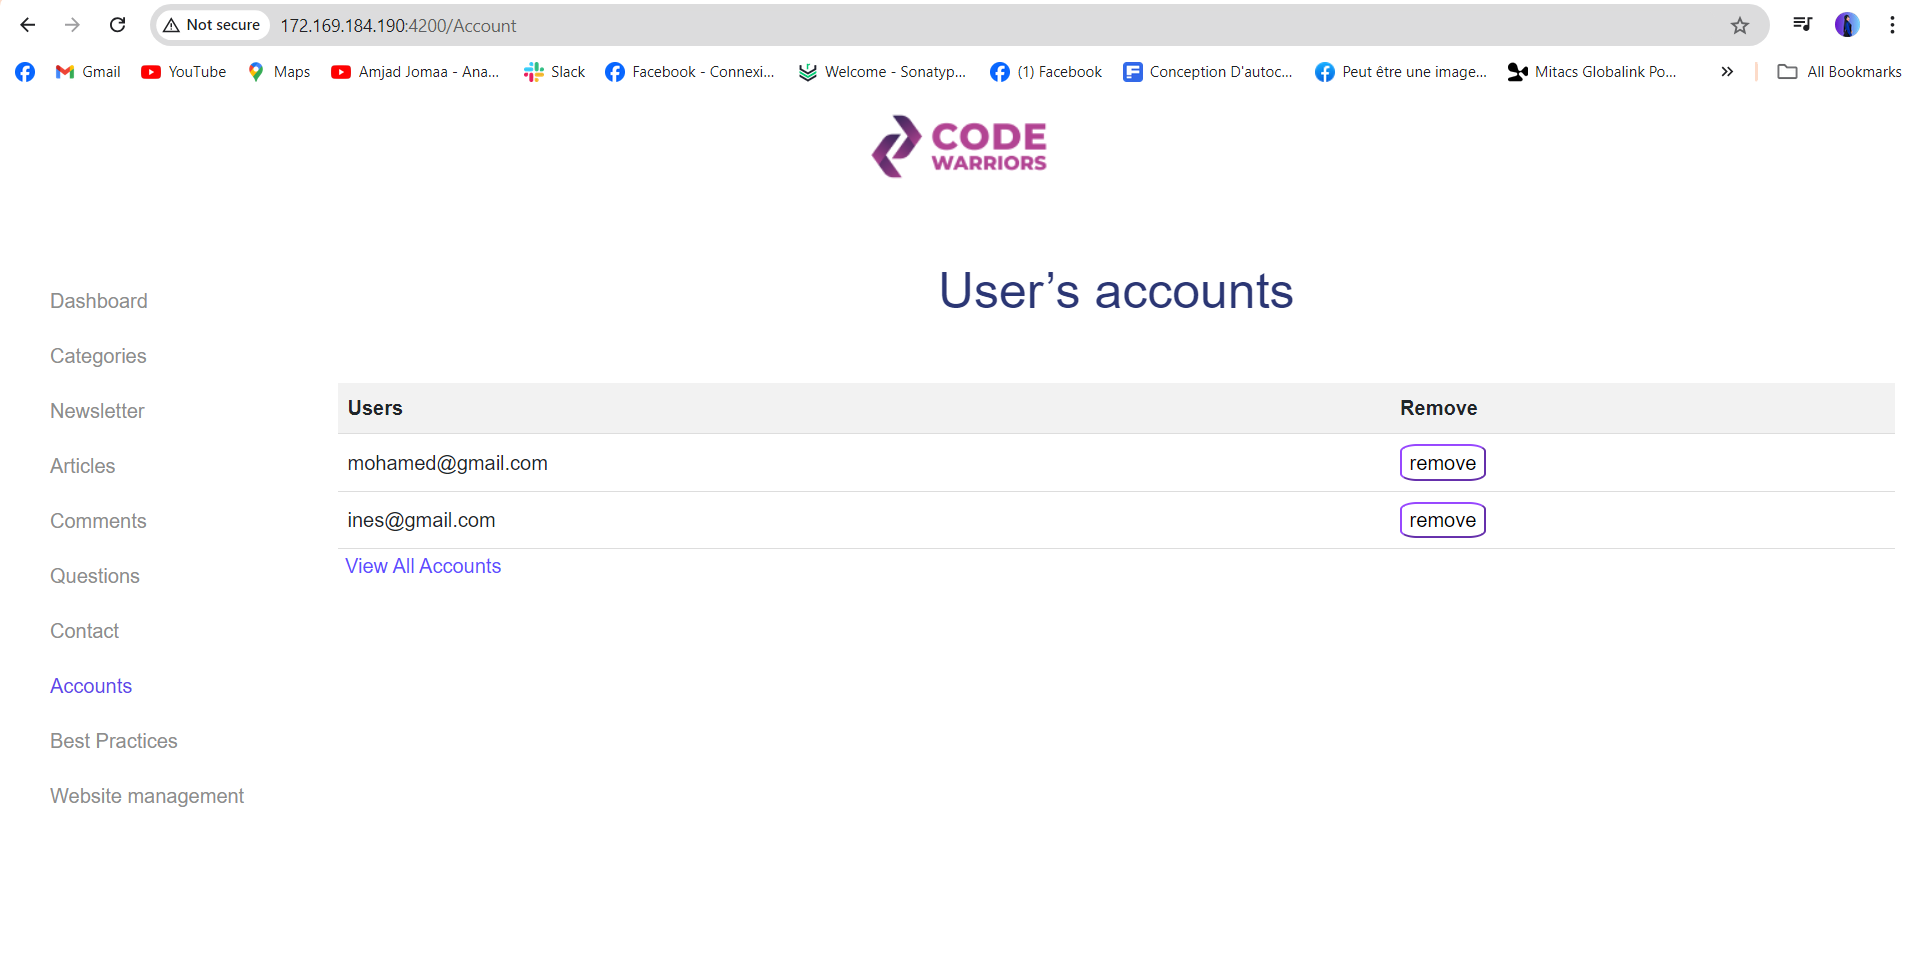 Not secure 172.169.184.190:4200/Account
Gmail YouTube Maps Amjad Jomaa - Ana... Slack Facebook - Connexi... Welcome - Sonatyp... (1) Facebook Conception D'autoc... Peut être une image... Mitacs Globalink Po... » All Bookmarks
CODE
WARRIORS
User’s accounts
Dashboard
Categories
Newsletter
Articles
Comments
Questions
Contact
Accounts
Best Practices
Website management
Users Remove
mohamed@gmail.com remove
ines@gmail.com remove
View All Accounts